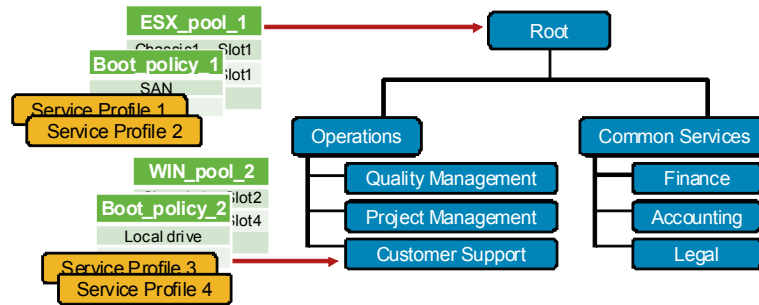 ESX_pool_1
Chassis1 Slot1
Boot_policy_1
Slot1
SAN
Service Profile 1
Service Profile 2
WIN_pool_2
Slot2
Boot_policy_2
Slot4
Local drive
Service Profile 3
Service Profile 4
Root
Operations
Quality Management
Project Management
Customer Support
Common Services
Finance
Accounting
Legal